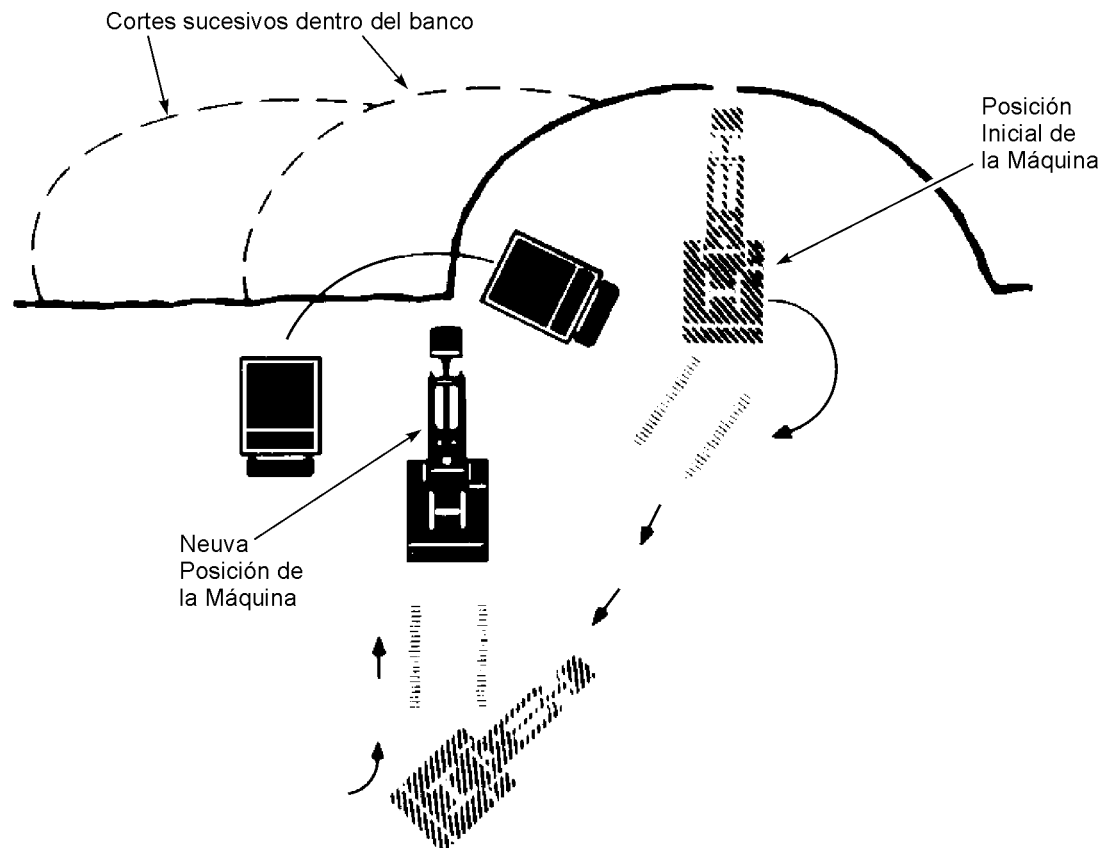 Cortes sucesivos dentro del banco
Posición
Inicial de
la Máquina
Neuva
Posición de
la Máquina